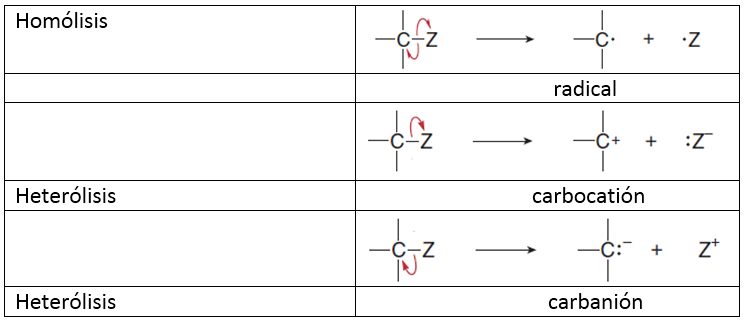 Homólisis
C Z C· + ·Z
radical
C Z C+ + :Z⁻
Heterólisis carbocatión
C Z C:⁻ + Z⁺
Heterólisis carbanión